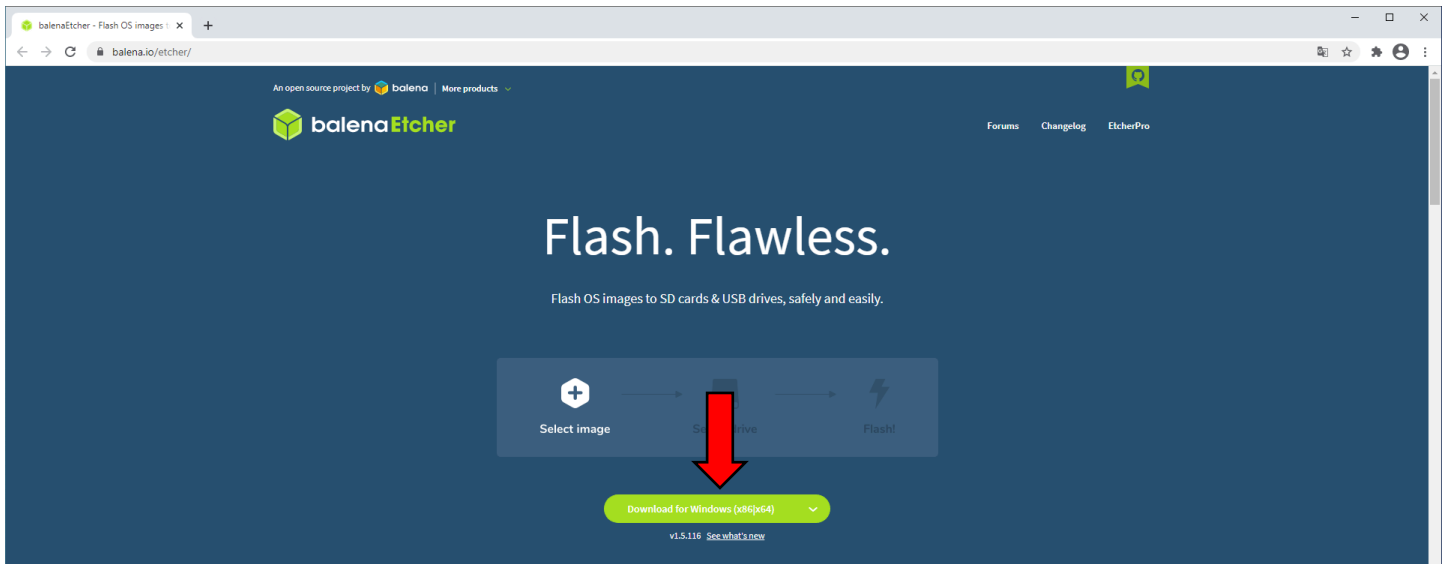 balenaEtcher - Flash OS images t
balena.io/etcher/
An open source project by balena | More products
balenaEtcher
Forums Changelog EtcherPro
Flash. Flawless.
Flash OS images to SD cards & USB drives, safely and easily.
Select image drive Flash!
Download for Windows (x86|x64)
v1.5.116 See what's new